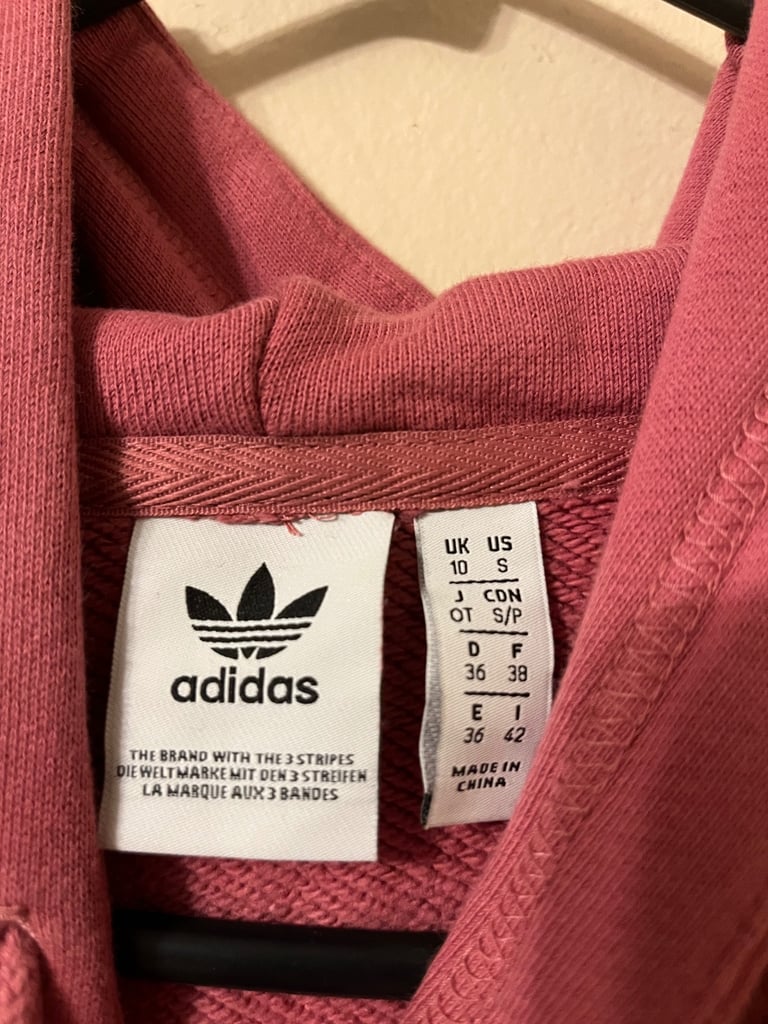 adidas
THE BRAND WITH THE 3 STRIPES
DIE WELTMARKE MIT DEN 3 STREIFEN
LA MARQUE AUX 3 BANDES
UK US
10 S
J CDN
OT S/P
D F
36 38
E I
36 42
MADE IN
CHINA